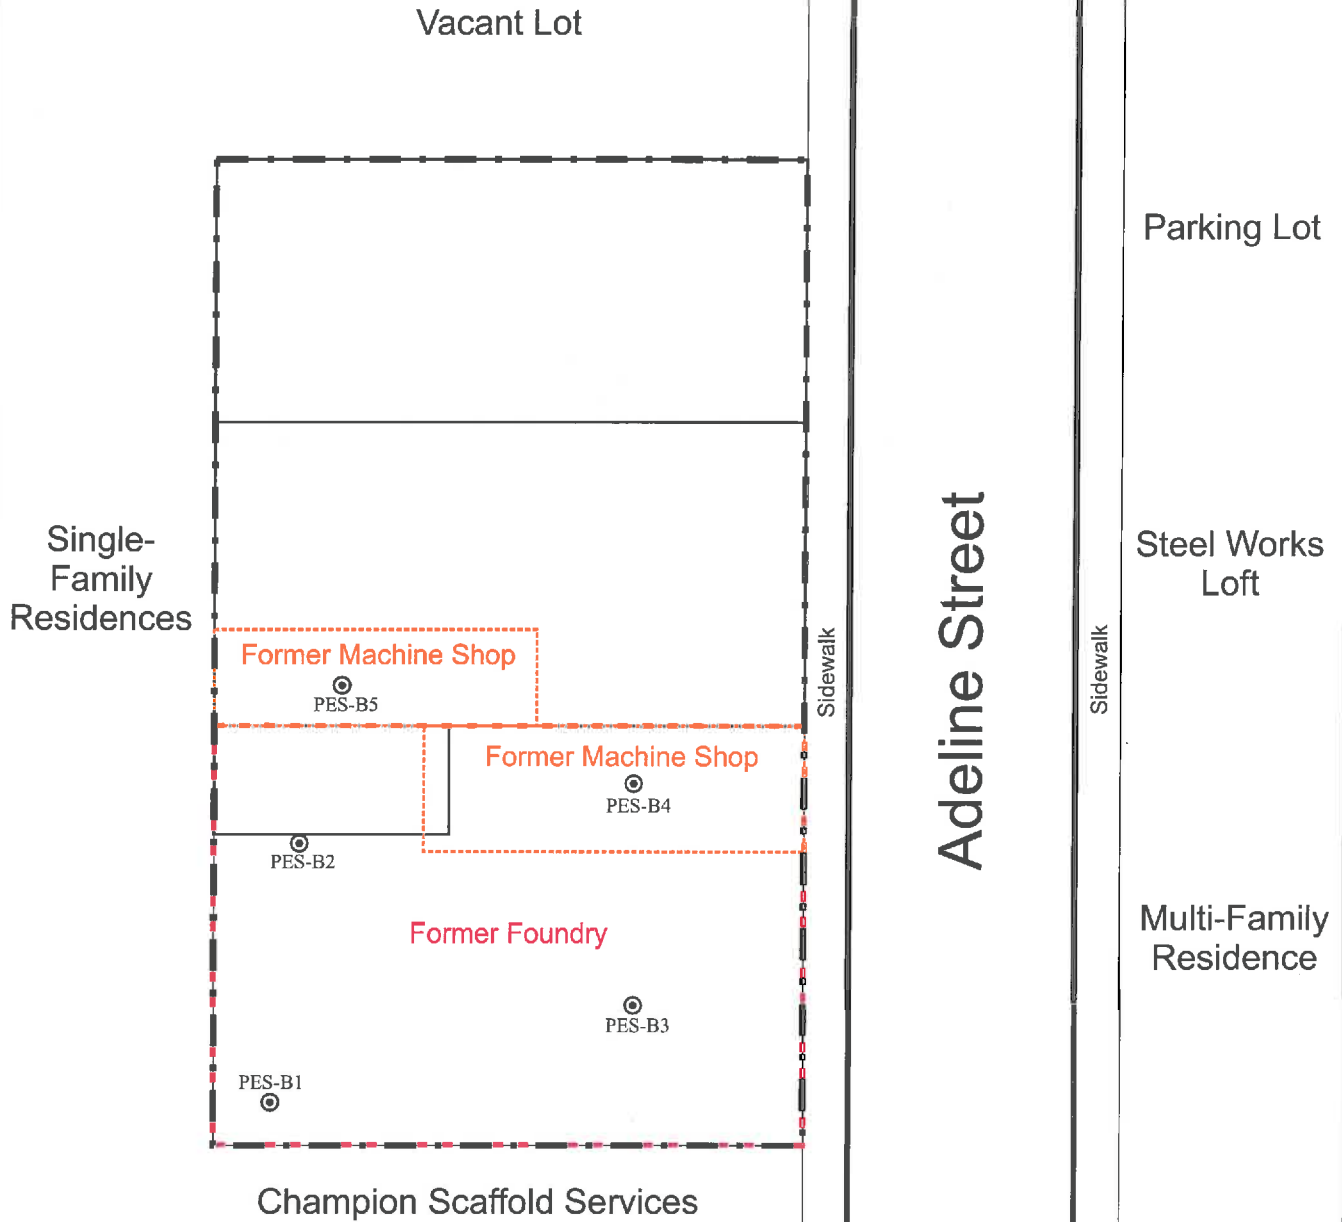 Vacant Lot
Parking Lot
Single-
Family
Residences
Steel Works
Loft
Adeline Street
Sidewalk
Sidewalk
Former Machine Shop
PES-B5
Former Machine Shop
PES-B4
PES-B2
Former Foundry
Multi-Family
Residence
PES-B3
PES-B1
Champion Scaffold Services